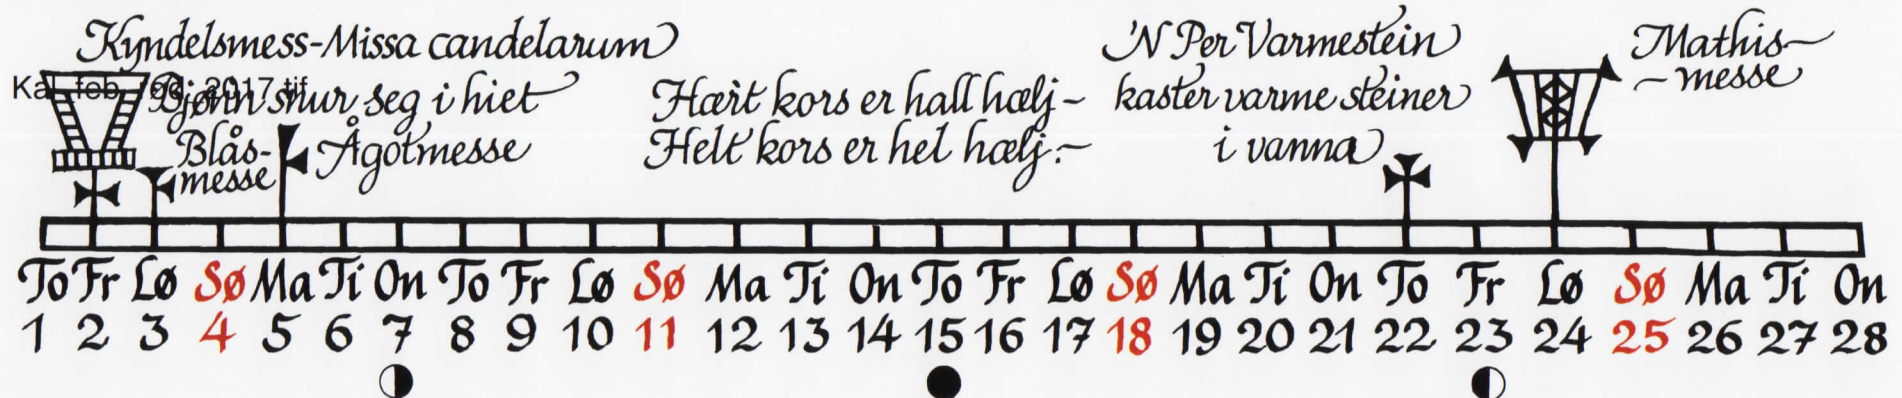 Kyndelsmess-Missa candelarum
Bjønn snur seg i hiet
Blås-
messe
Ågotmesse
Hært kors er hall hælj~
Helt kors er hel hælj.~
'N Per Varmestein
kaster varme steiner
i vanna
Mathis~
~messe
To Fr Lø Sø Ma Ti On To Fr Lø Sø Ma Ti On To Fr Lø Sø Ma Ti On To Fr Lø Sø Ma Ti On
1 2 3 4 5 6 7 8 9 10 11 12 13 14 15 16 17 18 19 20 21 22 23 24 25 26 27 28